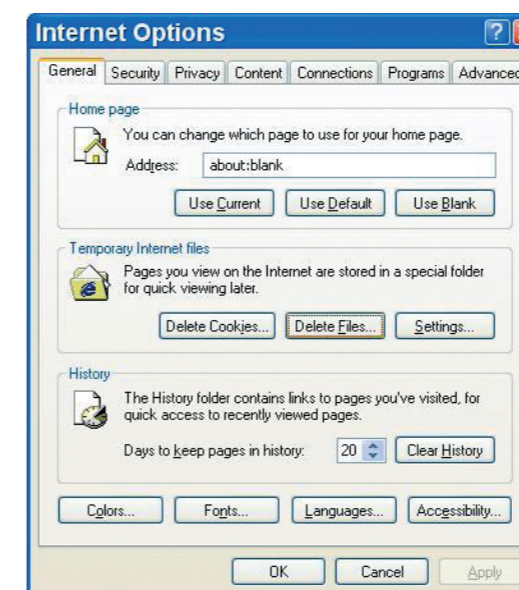 Internet Options
?
General Security Privacy Content Connections Programs Advanced
Home page
You can change which page to use for your home page.
Address: about:blank
Use Current Use Default Use Blank
Temporary Internet files
Pages you view on the Internet are stored in a special folder
for quick viewing later.
Delete Cookies... Delete Files... Settings...
History
The History folder contains links to pages you've visited, for
quick access to recently viewed pages.
Days to keep pages in history: 20 Clear History
Colors... Fonts... Languages... Accessibility...
OK Cancel Apply